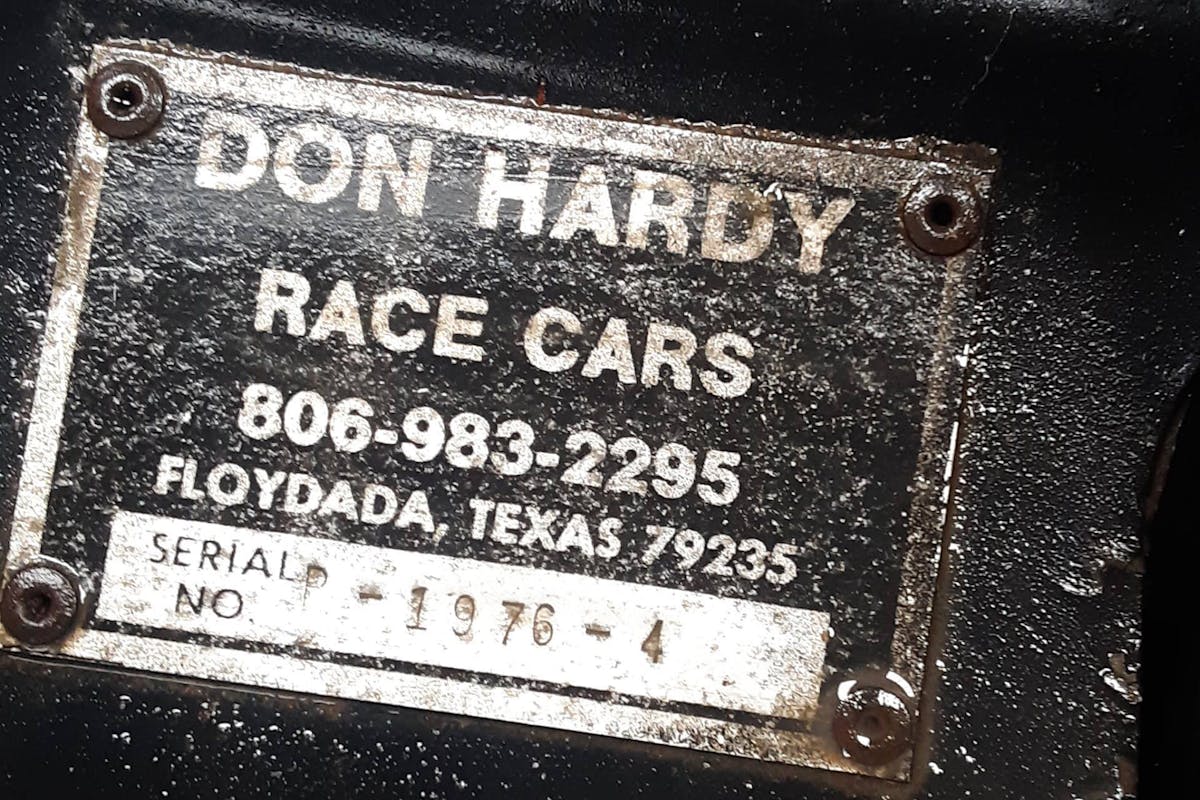 DON HARDY
RACE CARS
806-983-2295
FLOYDADA, TEXAS 79235
SERIAL P - 1976 - 4
NO.